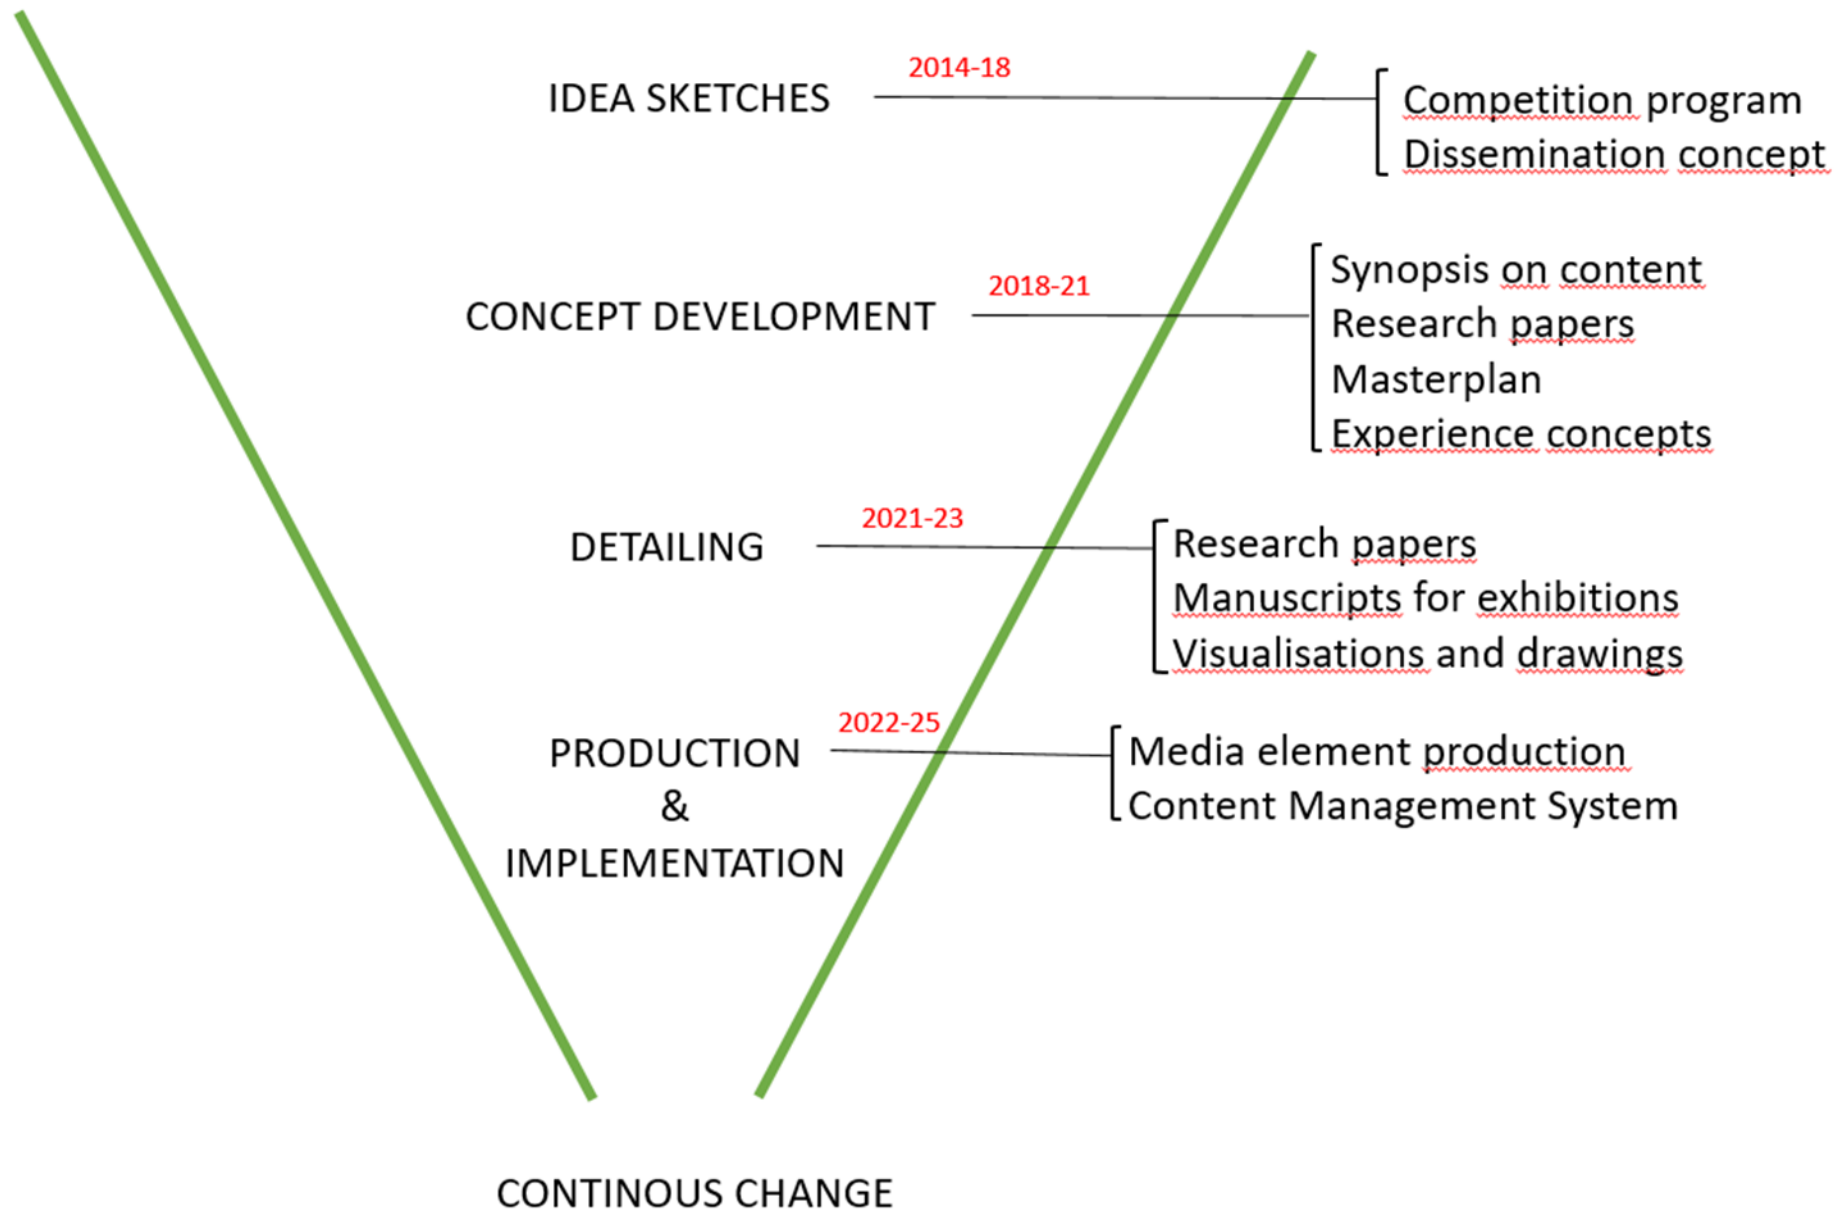 2014-18
IDEA SKETCHES
Competition program
Dissemination concept
2018-21
CONCEPT DEVELOPMENT
Synopsis on content
Research papers
Masterplan
Experience concepts
2021-23
DETAILING
Research papers
Manuscripts for exhibitions
Visualisations and drawings
2022-25
PRODUCTION
&
IMPLEMENTATION
Media element production
Content Management System
CONTINOUS CHANGE